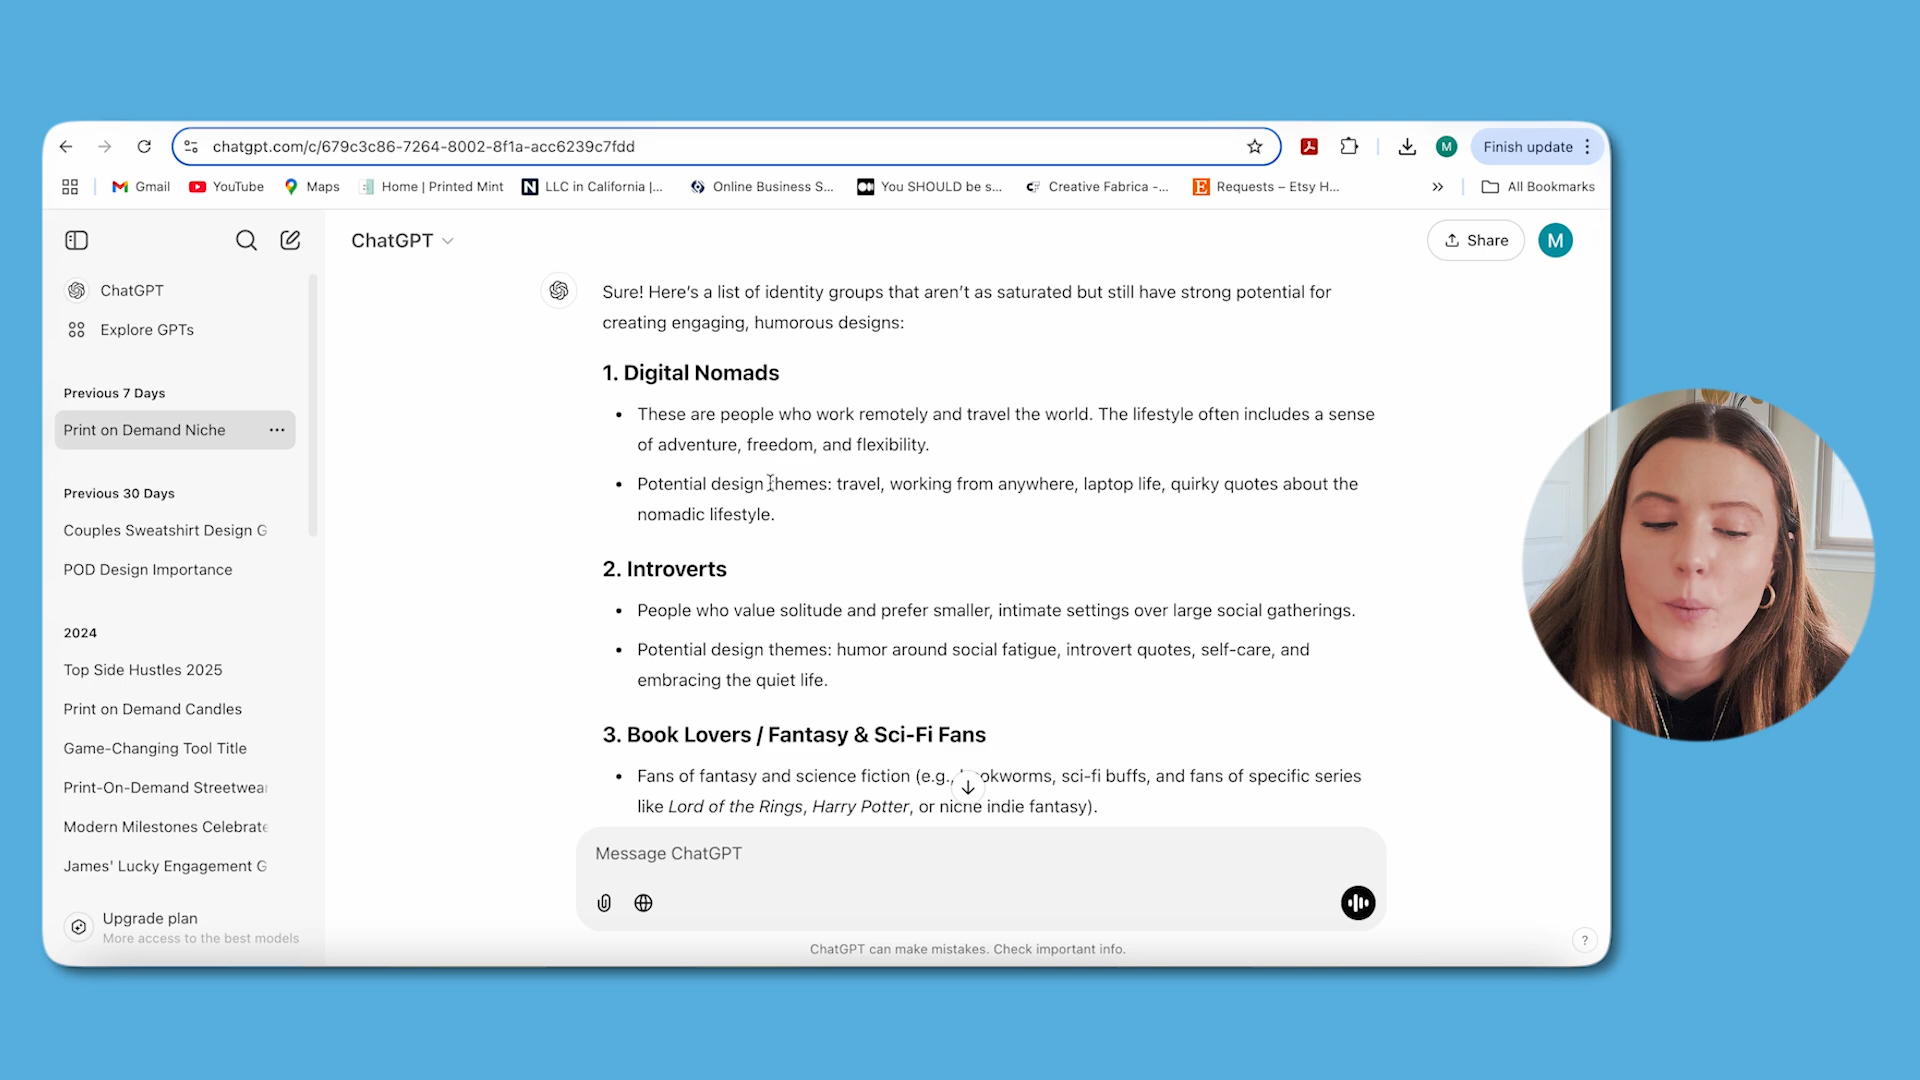 chatgpt.com/c/679c3c86-7264-8002-8f1a-acc6239c7fdd
M
Finish update
Gmail
YouTube
Maps
Home | Printed Mint
LLC in California |...
Online Business S...
You SHOULD be s...
Creative Fabrica -...
Requests – Etsy H...
All Bookmarks
ChatGPT
Share
M
ChatGPT
Explore GPTs
Previous 7 Days
Print on Demand Niche
Previous 30 Days
Couples Sweatshirt Design G
POD Design Importance
2024
Top Side Hustles 2025
Print on Demand Candles
Game-Changing Tool Title
Print-On-Demand Streetwear
Modern Milestones Celebrate
James' Lucky Engagement G
Upgrade plan
More access to the best models
Sure! Here's a list of identity groups that aren't as saturated but still have strong potential for
creating engaging, humorous designs:
1. Digital Nomads
These are people who work remotely and travel the world. The lifestyle often includes a sense
of adventure, freedom, and flexibility.
Potential design themes: travel, working from anywhere, laptop life, quirky quotes about the
nomadic lifestyle.
2. Introverts
People who value solitude and prefer smaller, intimate settings over large social gatherings.
Potential design themes: humor around social fatigue, introvert quotes, self-care, and
embracing the quiet life.
3. Book Lovers / Fantasy & Sci-Fi Fans
Fans of fantasy and science fiction (e.g., bookworms, sci-fi buffs, and fans of specific series
like Lord of the Rings, Harry Potter, or niche indie fantasy).
Message ChatGPT
ChatGPT can make mistakes. Check important info.
?